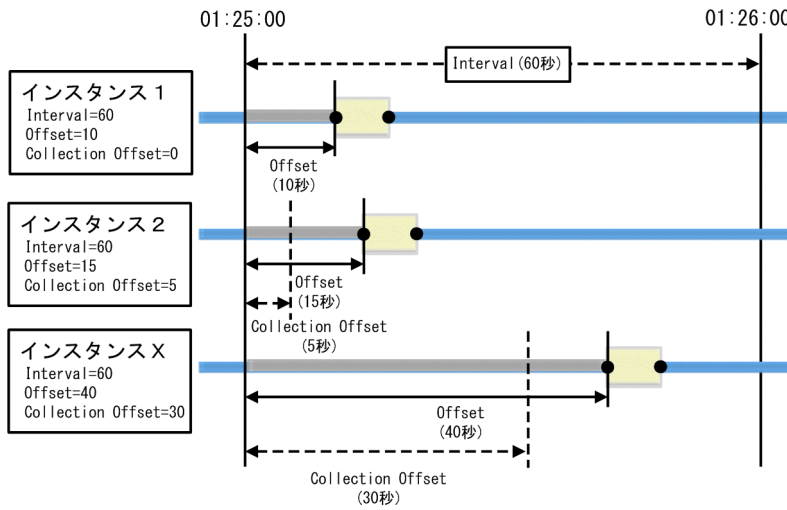 01:25:00
01:26:00
Interval(60秒)
インスタンス1
Interval=60
Offset=10
Collection Offset=0
Offset
(10秒)
インスタンス2
Interval=60
Offset=15
Collection Offset=5
Offset
(15秒)
Collection Offset
(5秒)
インスタンスX
Interval=60
Offset=40
Collection Offset=30
Offset
(40秒)
Collection Offset
(30秒)